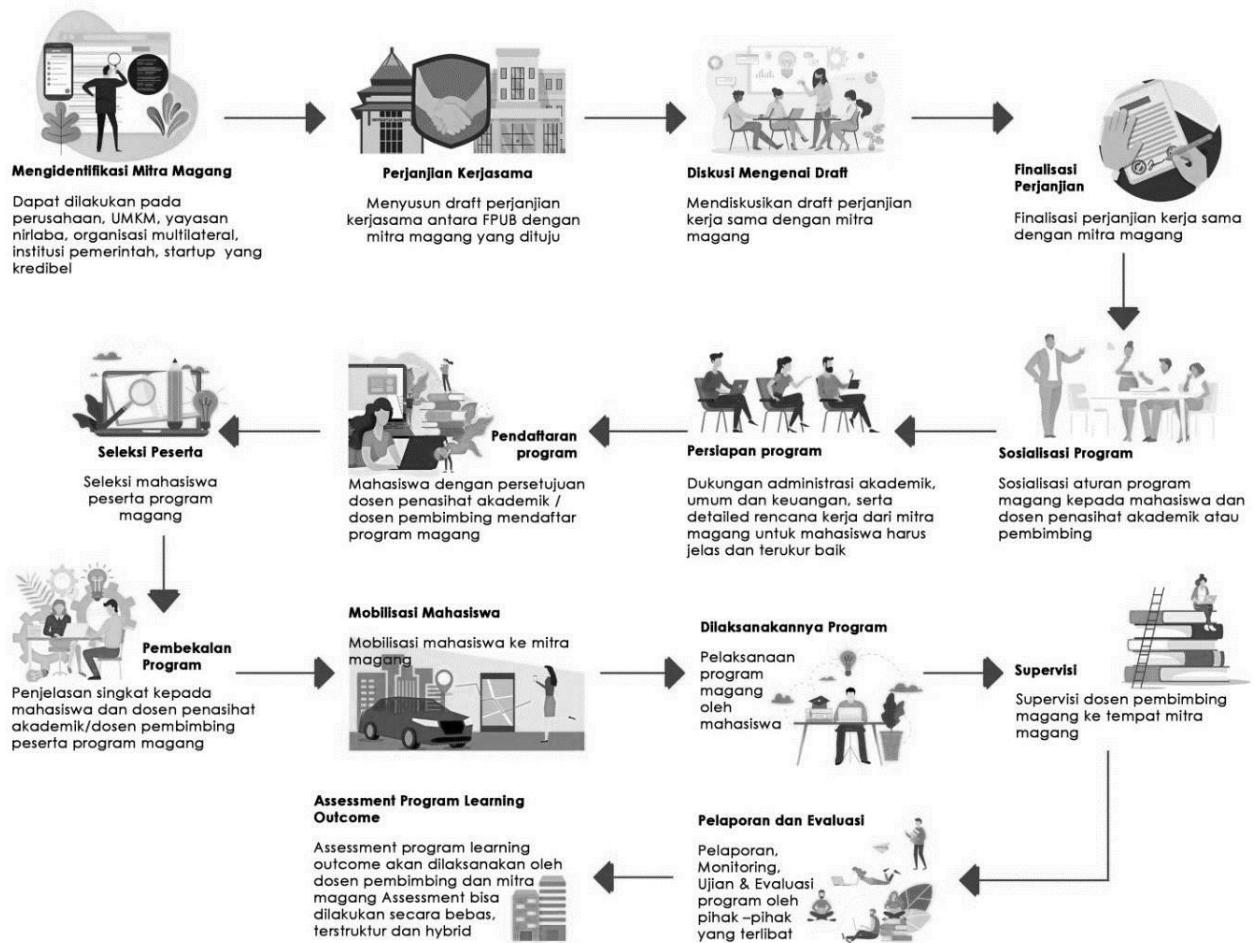 Mengidentifikasi Mitra Magang
Dapat dilakukan pada
perusahaan, UMKM, yayasan
nirlaba, organisasi multilateral,
institusi pemerintah, startup yang
kredibel
Perjanjian Kerjasama
Menyusun draft perjanjian
kerjasama antara FPUB dengan
mitra magang yang dituju
Diskusi Mengenai Draft
Mendiskusikan draft perjanjian
kerja sama dengan mitra
magang
Finalisasi
Perjanjian
Finalisasi perjanjian kerja sama
dengan mitra magang
Sosialisasi Program
Sosialisasi aturan program
magang kepada mahasiswa dan
dosen penasihat akademik atau
pembimbing
Persiapan program
Dukungan administrasi akademik,
umum dan keuangan, serta
detailed rencana kerja dari mitra
magang untuk mahasiswa harus
jelas dan terukur baik
Pendaftaran
program
Mahasiswa dengan persetujuan
dosen penasihat akademik /
dosen pembimbing mendaftar
program magang
Seleksi Peserta
Seleksi mahasiswa
peserta program
magang
Pembekalan
Program
Penjelasan singkat kepada
mahasiswa dan dosen penasihat
akademik/dosen pembimbing
peserta program magang
Mobilisasi Mahasiswa
Mobilisasi mahasiswa ke mitra
magang
Dilaksanakannya Program
Pelaksanaan
program
magang
oleh
mahasiswa
Supervisi
Supervisi dosen pembimbing
magang ke tempat mitra
magang
Pelaporan dan Evaluasi
Pelaporan,
Monitoring,
Ujian & Evaluasi
program oleh
pihak –pihak
yang terlibat
Assessment Program Learning
Outcome
Assessment program learning
outcome akan dilaksanakan oleh
dosen pembimbing dan mitra
magang Assessment bisa
dilakukan secara bebas,
terstruktur dan hybrid